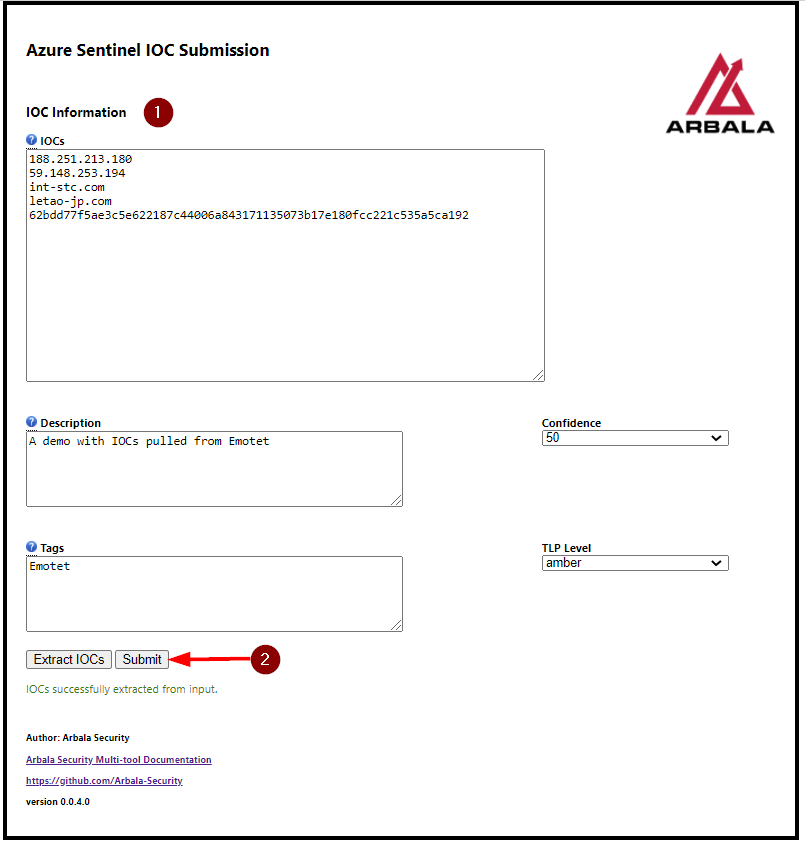 Azure Sentinel IOC Submission
ARBALA
IOC Information
1
? IOCs
188.251.213.180
59.148.253.194
int-stc.com
letao-jp.com
62bdd77f5ae3c5e622187c44006a843171135073b17e180fcc221c535a5ca192
? Description
Confidence
A demo with IOCs pulled from Emotet
50
? Tags
TLP Level
Emotet
amber
Extract IOCs Submit
2
IOCs successfully extracted from input.
Author: Arbala Security
Arbala Security Multi-tool Documentation
https://github.com/Arbala-Security
version 0.0.4.0